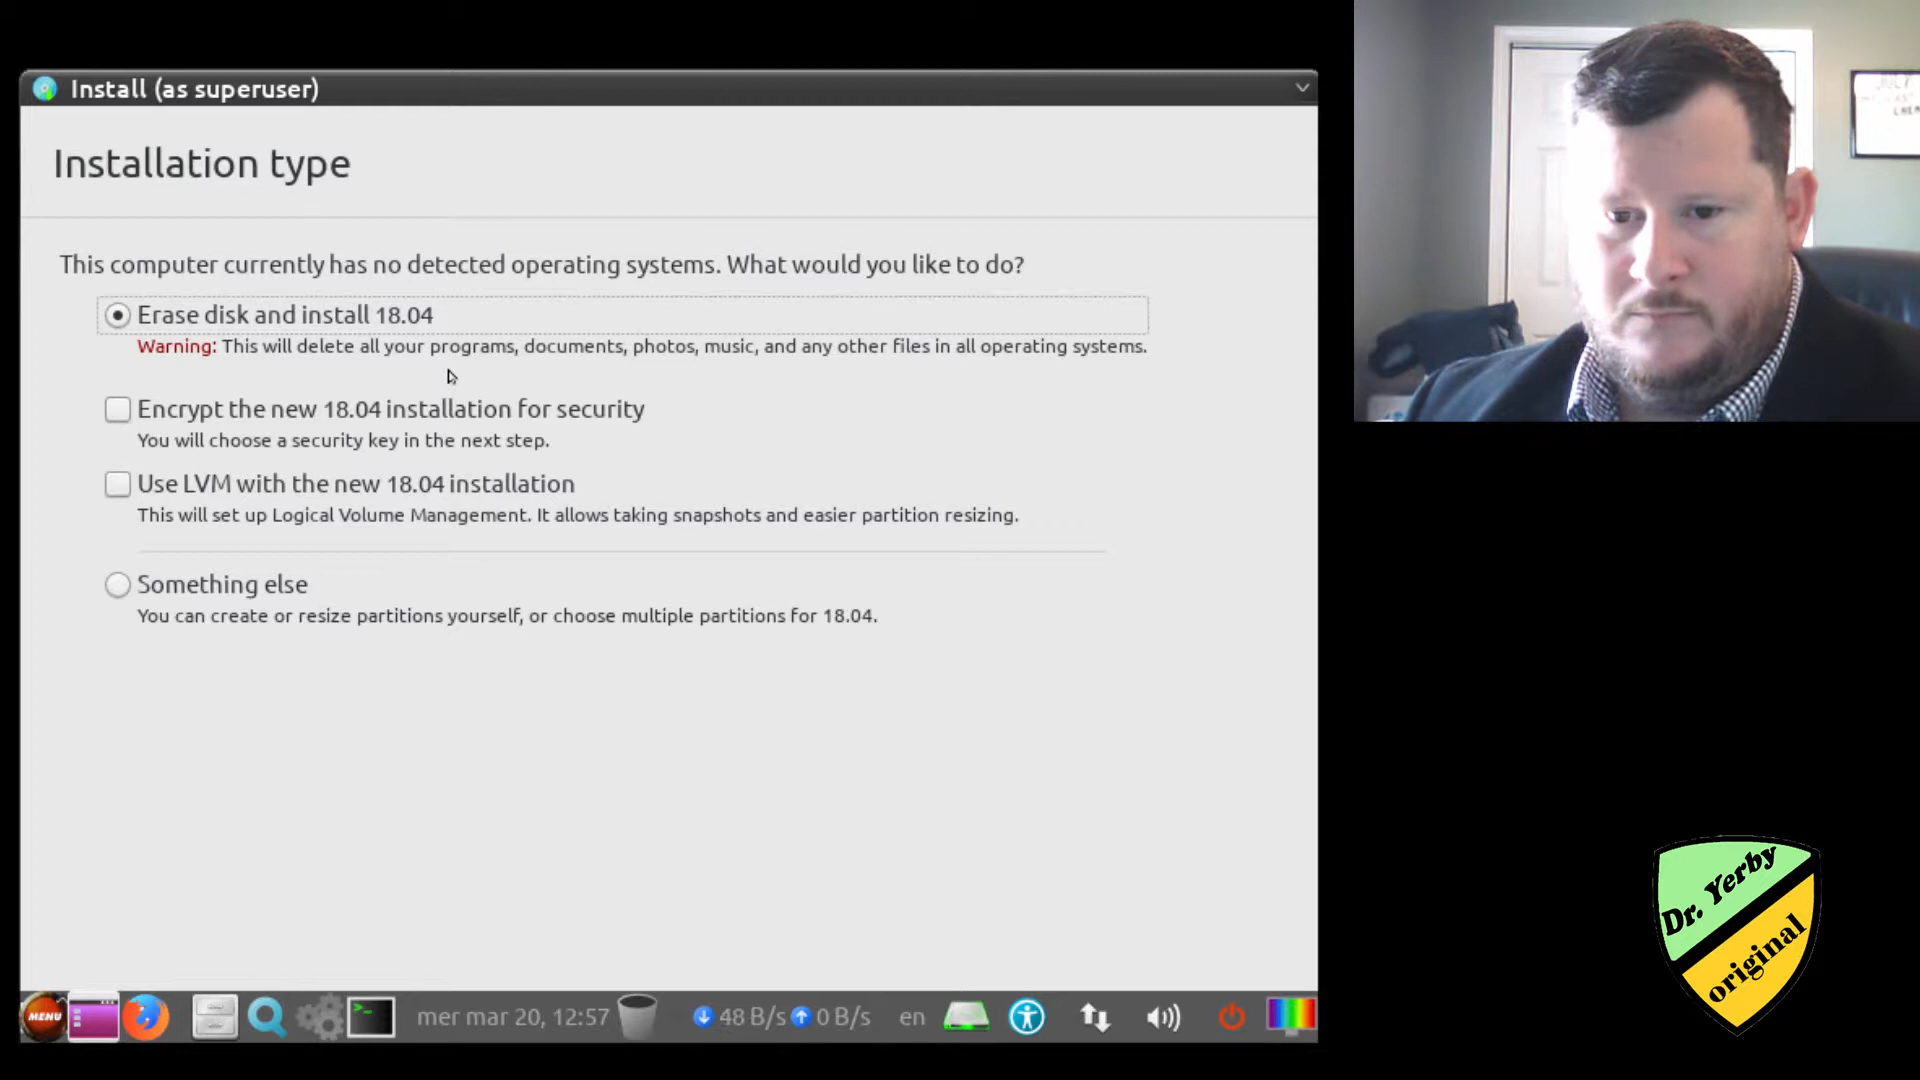 Install (as superuser)
Installation type
This computer currently has no detected operating systems. What would you like to do?
Erase disk and install 18.04
Warning: This will delete all your programs, documents, photos, music, and any other files in all operating systems.
Encrypt the new 18.04 installation for security
You will choose a security key in the next step.
Use LVM with the new 18.04 installation
This will set up Logical Volume Management. It allows taking snapshots and easier partition resizing.
Something else
You can create or resize partitions yourself, or choose multiple partitions for 18.04.
MENU
mer mar 20, 12:57
48 B/s
0 B/s
en
JULY
Dr. Yerby
original